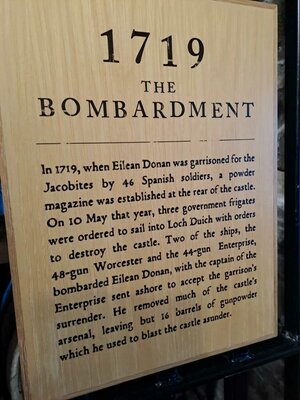 1719
THE
BOMBARDMENT
In 1719, when Eilean Donan was garrisoned for the
Jacobites by 46 Spanish soldiers, a powder
magazine was established at the rear of the castle.
On 10 May that year, three government frigates
were ordered to sail into Loch Duich with orders
to destroy the castle. Two of the ships, the
48-gun Worcester and the 44-gun Enterprise,
bombarded Eilean Donan, with the captain of the
Enterprise sent ashore to accept the garrison's
surrender. He removed much of the castle's
arsenal, leaving but 16 barrels of gunpowder
which he used to blast the castle asunder.